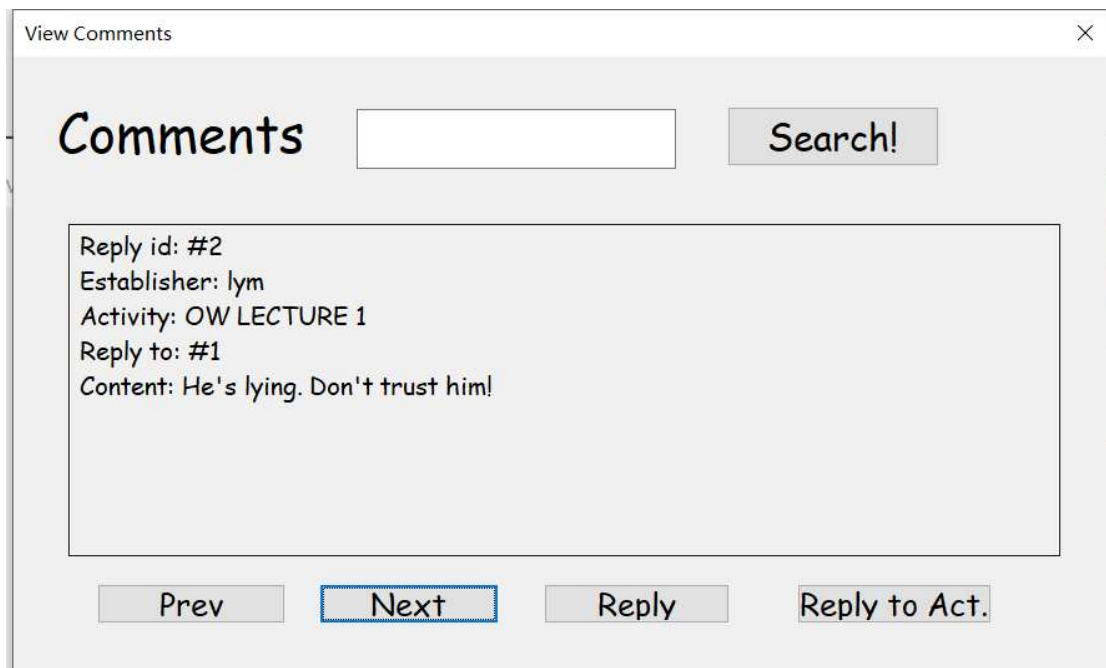 View Comments
Comments
Search!
Reply id: #2
Establisher: lym
Activity: OW LECTURE 1
Reply to: #1
Content: He's lying. Don't trust him!
Prev
Next
Reply
Reply to Act.